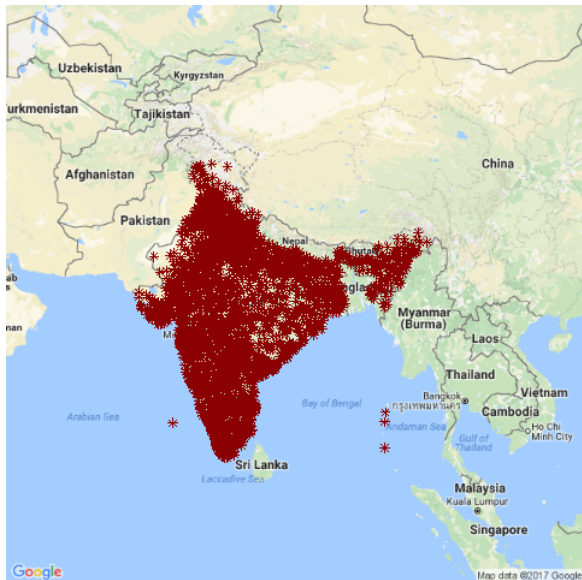 Uzbekistan
Kyrgyzstan
Tajikistan
Afghanistan
China
Pakistan
Nepal
Myanmar
(Burma)
Laos
Thailand
Vietnam
Bangkok
กรุงเทพมหานคร
Cambodia
Arabian Sea
Bay of Bengal
Andaman Sea
Ho Chi
Minh City
Gulf of
Thailand
Sri Lanka
Laccadive Sea
Malaysia
Kuala Lumpur
Singapore
Google
Map data ©2017 Google